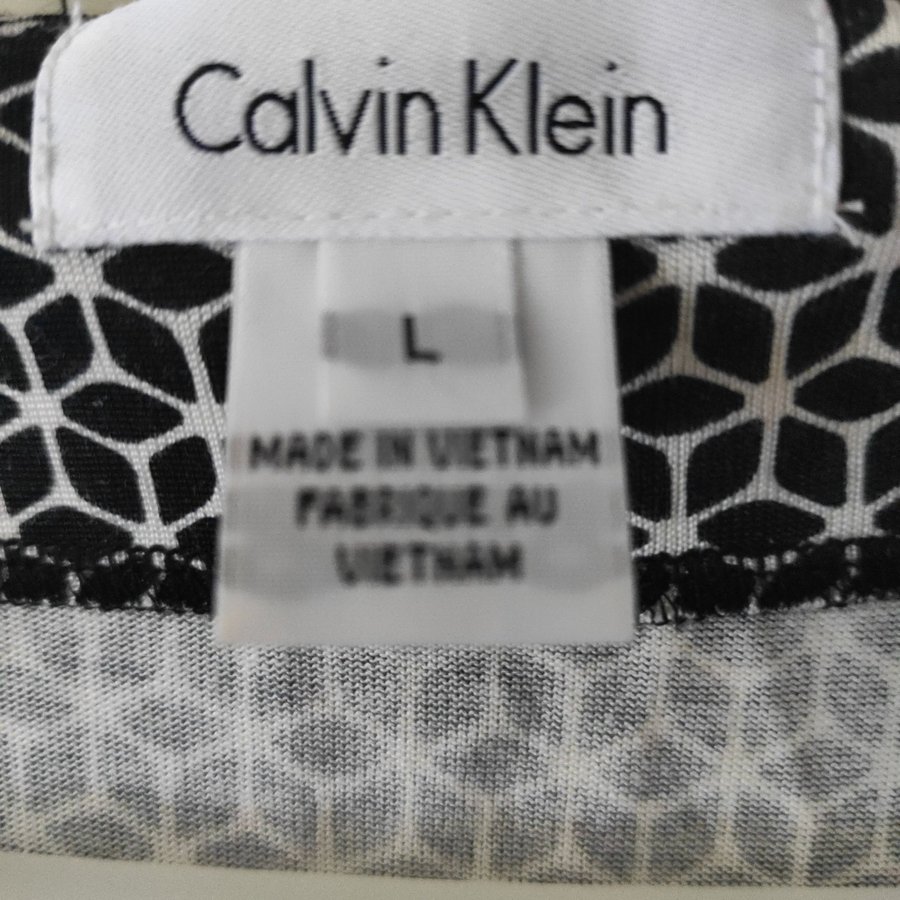 Calvin Klein
L
MADE IN VIETNAM
FABRIQUE AU
VIETNAM